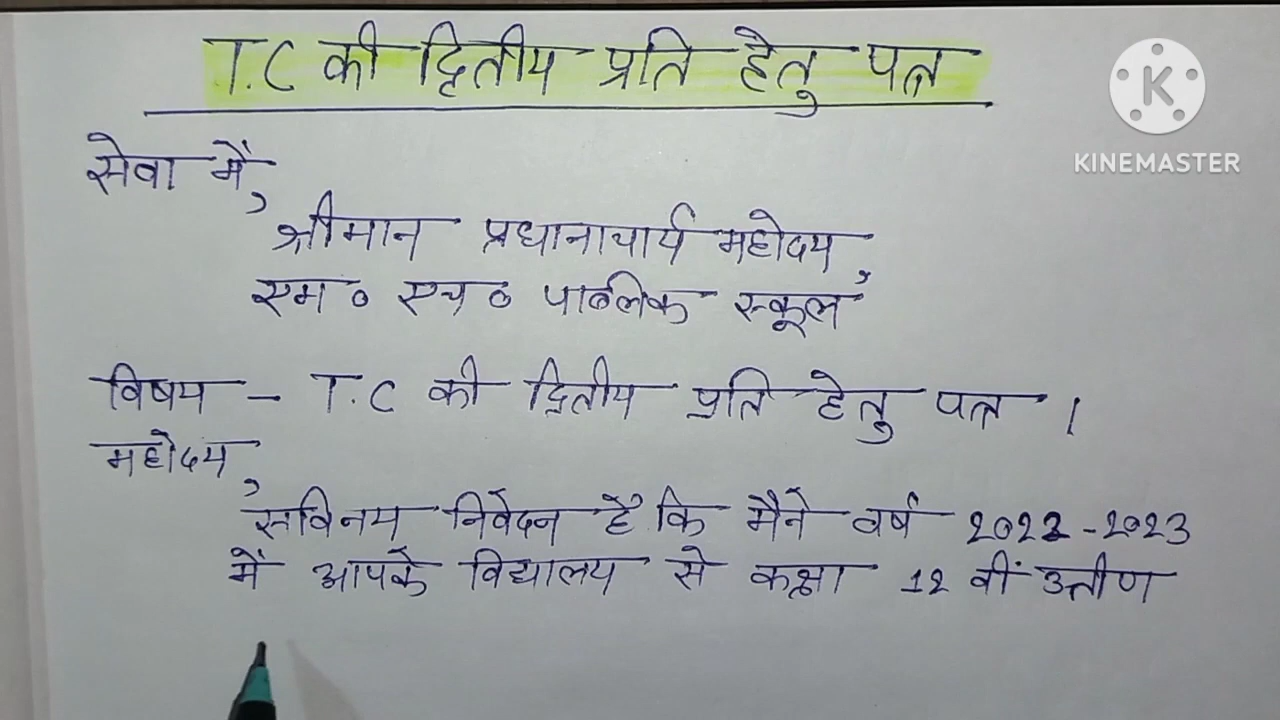 T.C की द्वितीय प्रति हेतु पत्र
K
KINEMASTER
सेवा में,
श्रीमान प्रधानाचार्य महोदय,
एम० एच० पब्लिक स्कूल
विषय - T.C की द्वितीय प्रति हेतु पत्र ।
महोदय,
सविनय निवेदन है कि मैने वर्ष 2022-2023
में आपके विद्यालय से कक्षा 12 वीं उत्तीण